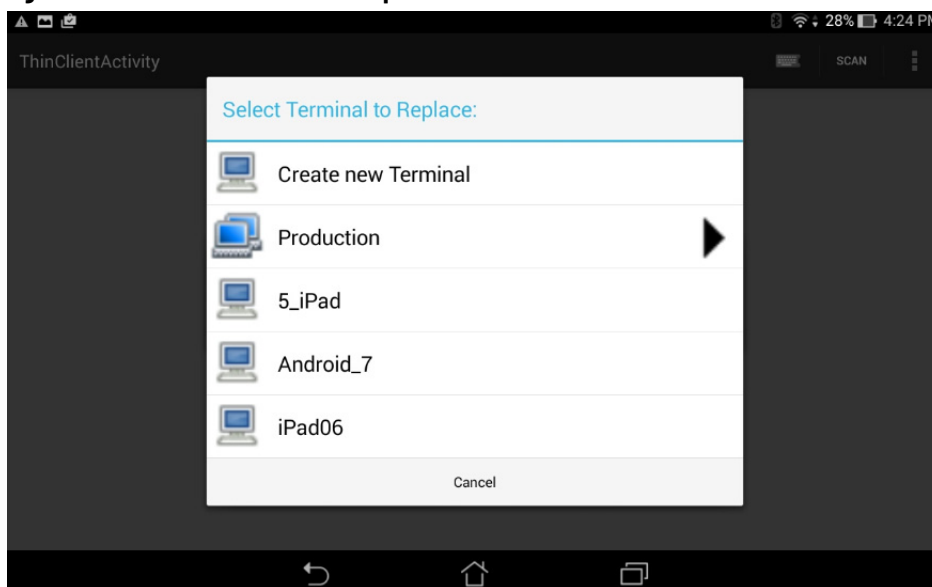 28% 4:24 PM
ThinClientActivity
SCAN
Select Terminal to Replace:
Create new Terminal
Production
5_iPad
Android_7
iPad06
Cancel